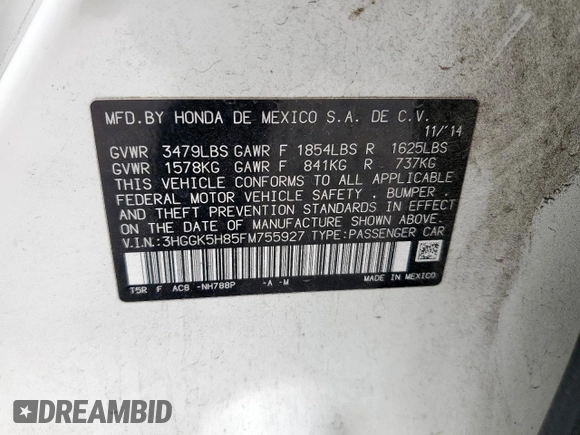 MFD. BY HONDA DE MEXICO S.A. DE C.V.
11/'14
GVWR 3479LBS GAWR F 1854LBS R 1625LBS
GVWR 1578KG GAWR F 841KG R 737KG
THIS VEHICLE CONFORMS TO ALL APPLICABLE
FEDERAL MOTOR VEHICLE SAFETY . BUMPER .
AND THEFT PREVENTION STANDARDS IN EFFECT
ON THE DATE OF MANUFACTURE SHOWN ABOVE.
V.I.N:3HGGK5H85FM755927 TYPE:PASSENGER CAR
T5R F ACB -NH788P -A -M MADE IN MEXICO
DREAMBID